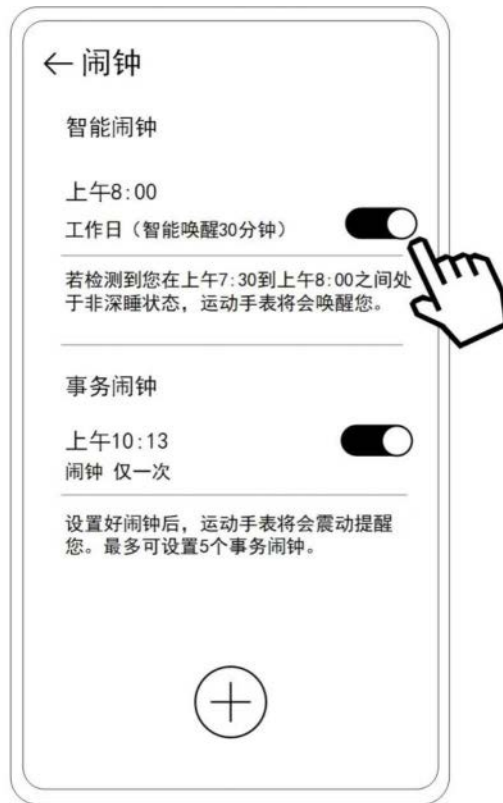 ← 闹钟
智能闹钟
上午8:00
工作日（智能唤醒30分钟）
若检测到您在上午7:30到上午8:00之间处
于非深睡状态，运动手表将会唤醒您。
事务闹钟
上午10:13
闹钟 仅一次
设置好闹钟后，运动手表将会震动提醒
您。最多可设置5个事务闹钟。